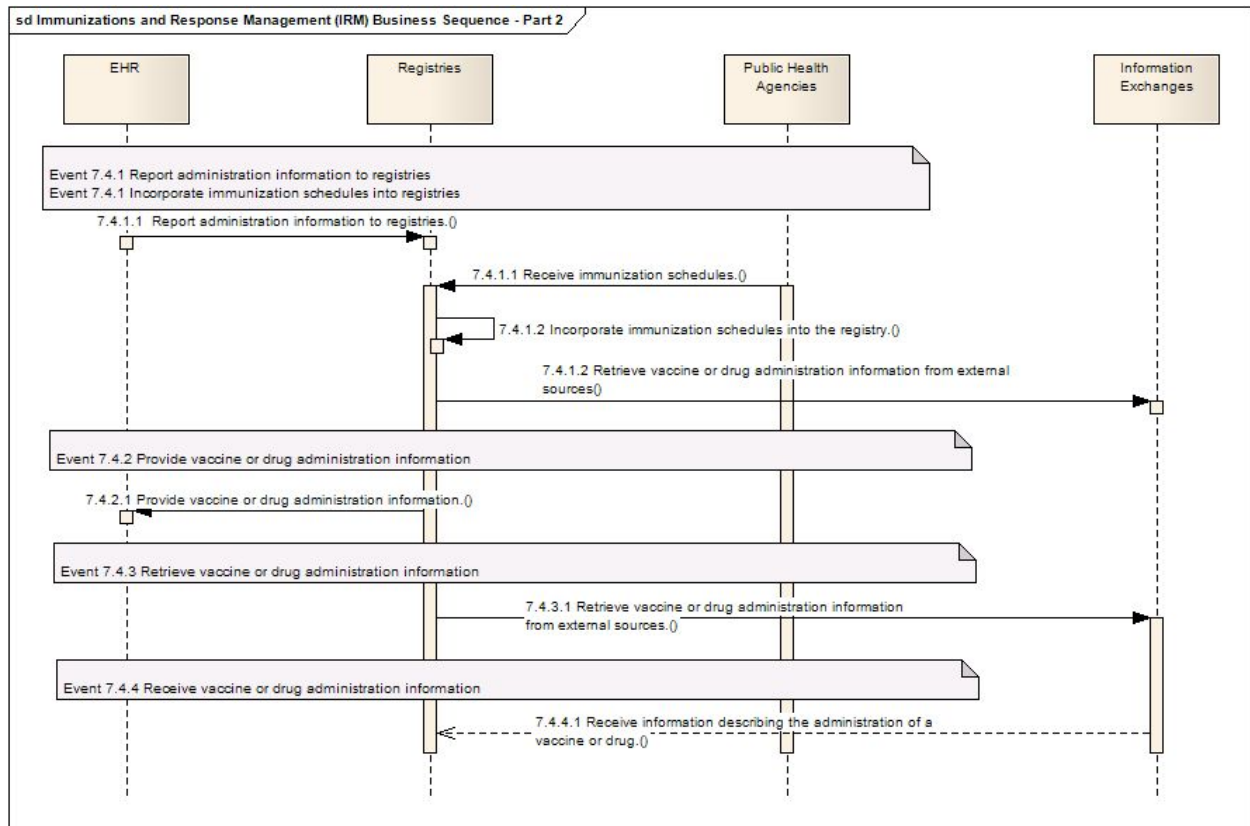 sd Immunizations and Response Management (IRM) Business Sequence - Part 2
EHR
Registries
Public Health
Agencies
Information
Exchanges
Event 7.4.1 Report administration information to registries
Event 7.4.1 Incorporate immunization schedules into registries
7.4.1.1 Report administration information to registries.()
7.4.1.1 Receive immunization schedules.()
7.4.1.2 Incorporate immunization schedules into the registry.()
7.4.1.2 Retrieve vaccine or drug administration information from external
sources()
Event 7.4.2 Provide vaccine or drug administration information
7.4.2.1 Provide vaccine or drug administration information.()
Event 7.4.3 Retrieve vaccine or drug administration information
7.4.3.1 Retrieve vaccine or drug administration information
from external sources.()
Event 7.4.4 Receive vaccine or drug administration information
7.4.4.1 Receive information describing the administration of a
vaccine or drug.()